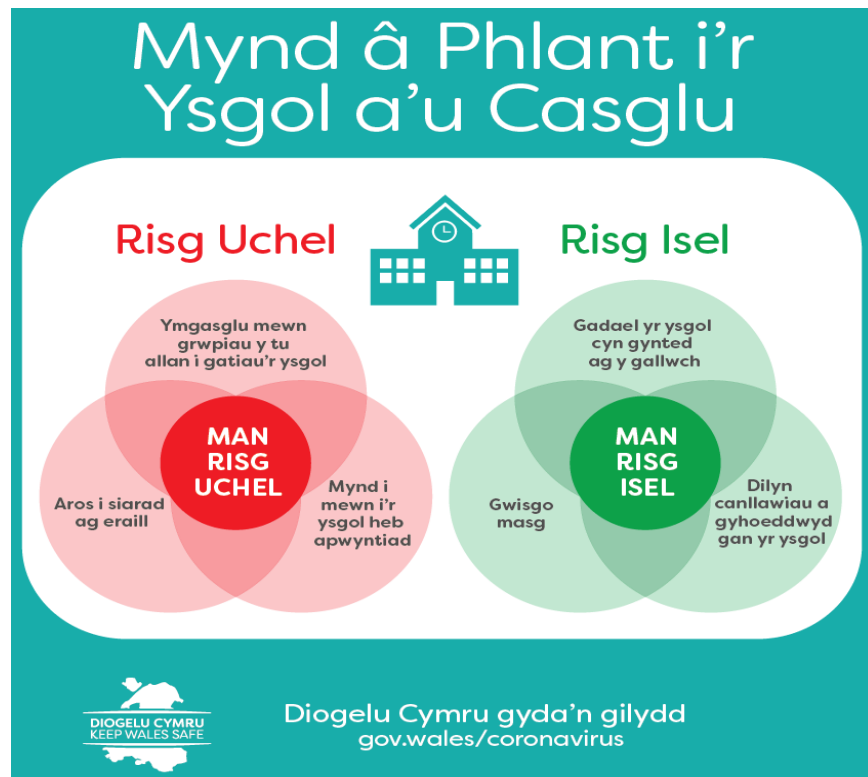 Mynd â Phlant i'r
Ysgol a'u Casglu
Risg Uchel
Risg Isel
Ymgasglu mewn
grwpiau y tu
allan i gatiau'r ysgol
MAN
RISG
UCHEL
Aros i siarad
ag eraill
Mynd i
mewn i'r
ysgol heb
apwyntiad
Gadael yr ysgol
cyn gynted
ag y gallwch
MAN
RISG
ISEL
Gwisgo
masg
Dilyn
canllawiau a
gyhoeddwyd
gan yr ysgol
DIOGELU CYMRU
KEEP WALES SAFE
Diogelu Cymru gyda'n gilydd
gov.wales/coronavirus